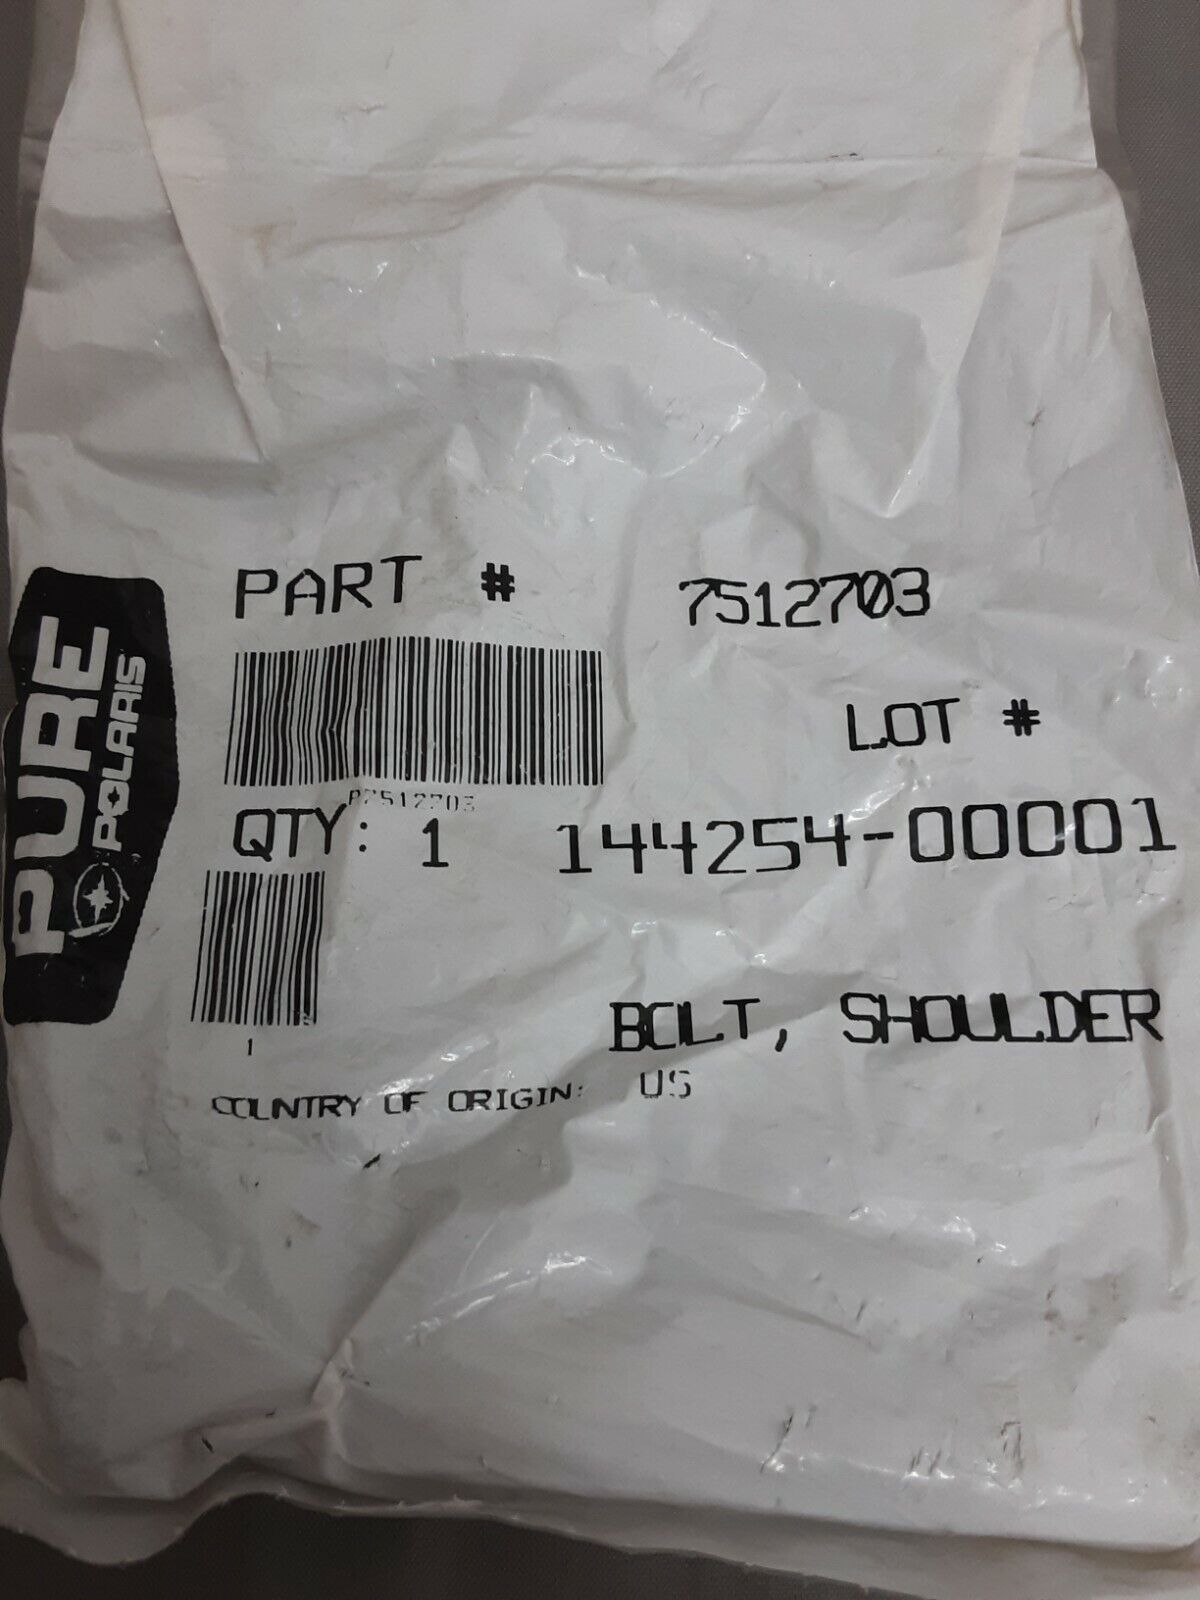 PURE
POLARIS
PART # 7512703
P7512703
LOT #
QTY: 1 144254-00001
1
BOLT, SHOULDER
COUNTRY OF ORIGIN: US